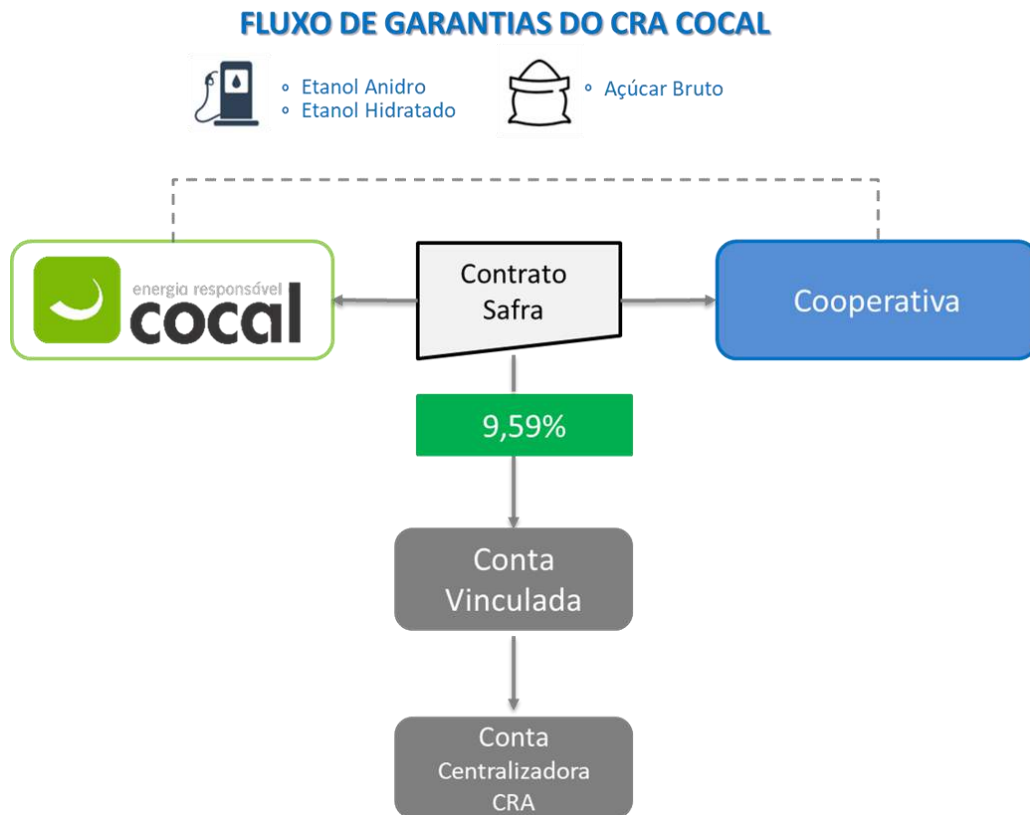 FLUXO DE GARANTIAS DO CRA COCAL
∘ Etanol Anidro
∘ Etanol Hidratado
∘ Açúcar Bruto
energia responsável
cocal
Contrato
Safra
Cooperativa
9,59%
Conta
Vinculada
Conta
Centralizadora
CRA